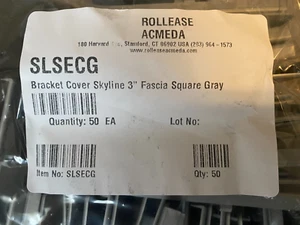 ROLLEASE
ACMEDA
Stamford, CT 06902 USA (203) 964 - 1573
www.rolleaseacmeda.com
SLSECG
Bracket Cover Skyline 3" Fascia Square Gray
Quantity: 50 EA Lot No:
Item No: SLSECG Qty: 50